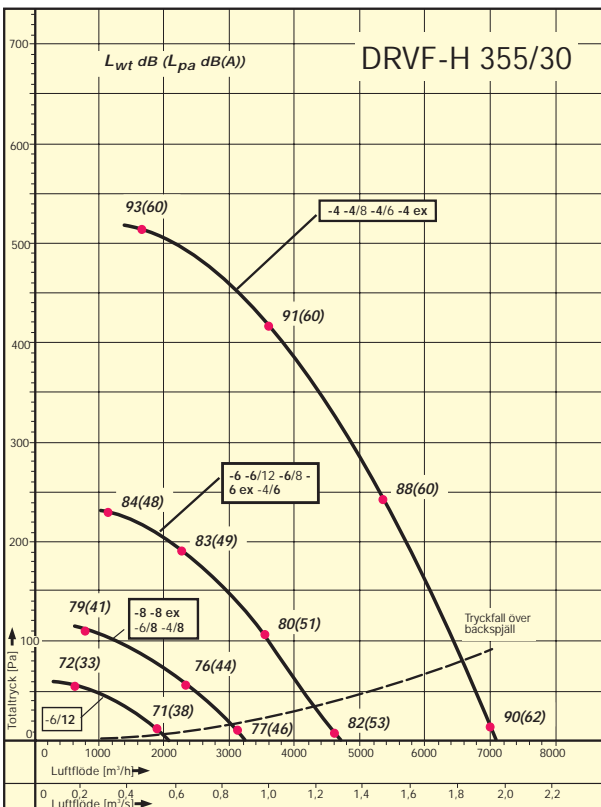 700
L_wt dB (L_pa dB(A))
DRVF-H 355/30
600
93(60)
-4 -4/8 -4/6 -4 ex
500
91(60)
400
300
-6 -6/12 -6/8 -
6 ex -4/6
88(60)
84(48)
83(49)
200
79(41)
-8 -8 ex
-6/8 -4/8
80(51)
Tryckfall över
backspjäll
100
72(33)
76(44)
Totaltryck [Pa]
-6/12
71(38)
77(46)
82(53)
90(62)
0
0 1000 2000 3000 4000 5000 6000 7000 8000
Luftflöde [m³/h]
0 0,2 0,4 0,6 0,8 1,0 1,2 1,4 1,6 1,8 2,0 2,2
Luftflöde [m³/s]